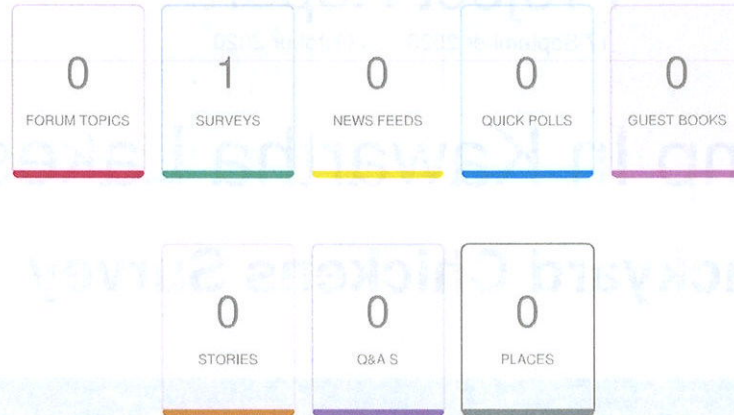 0 1 0 0 0
FORUM TOPICS SURVEYS NEWS FEEDS QUICK POLLS GUEST BOOKS
0 0 0
STORIES Q&A S PLACES